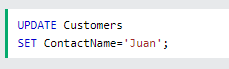 UPDATE Customers
SET ContactName='Juan';